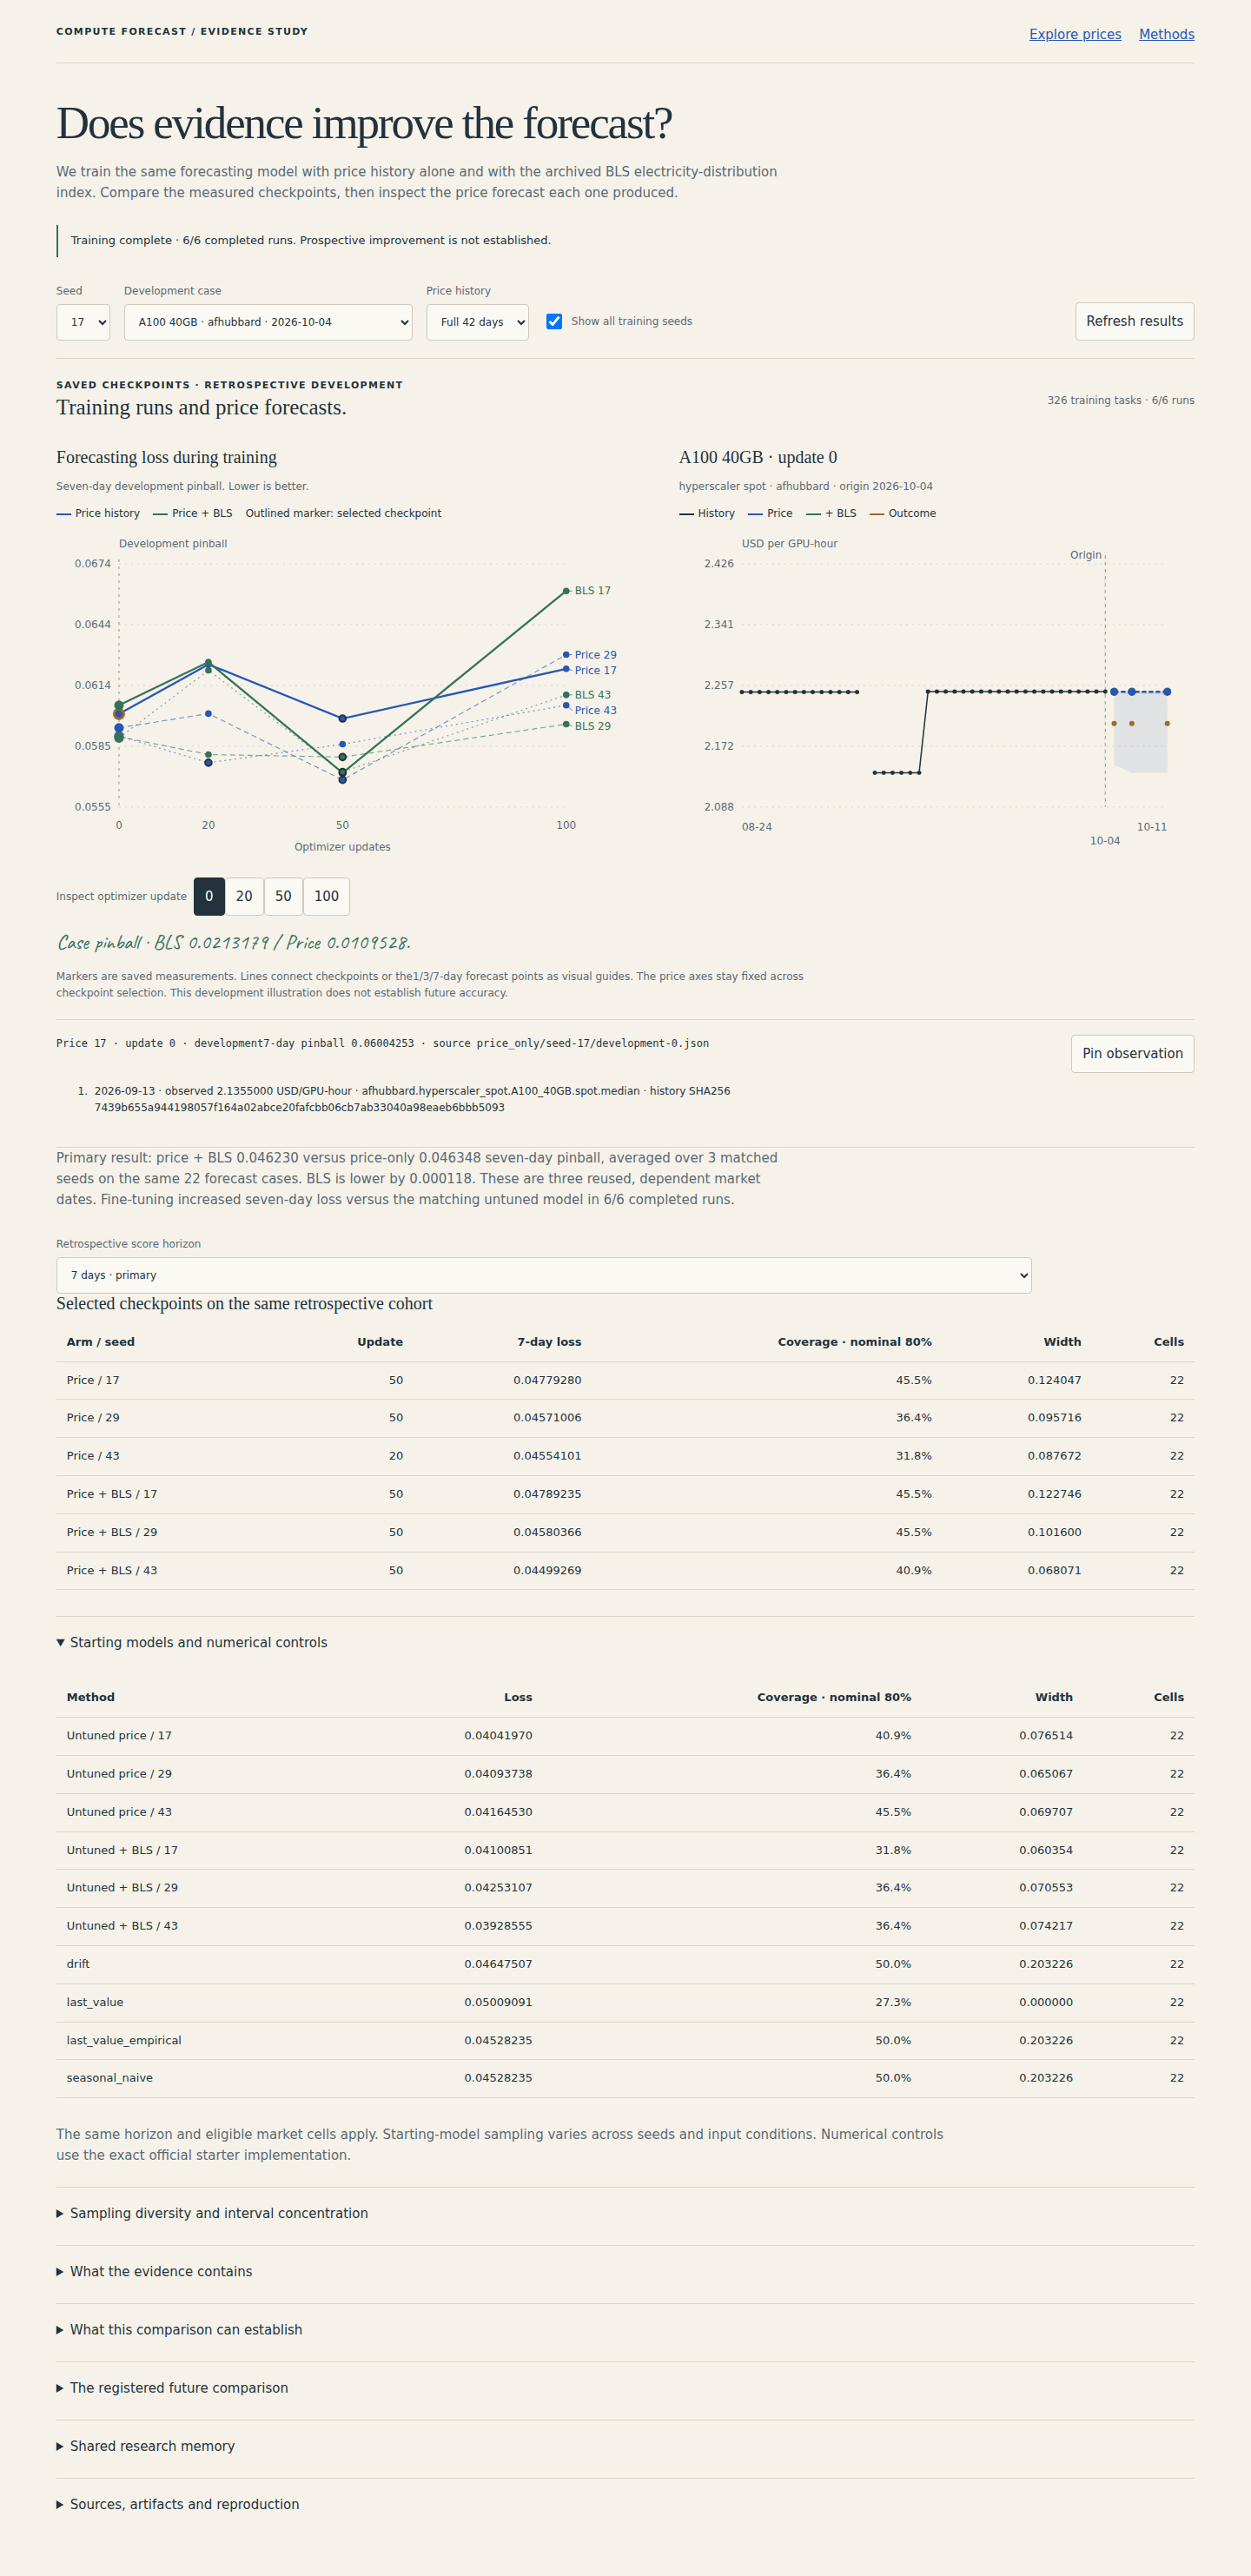 COMPUTE FORECAST / EVIDENCE STUDY
Explore prices Methods
Does evidence improve the forecast?
We train the same forecasting model with price history alone and with the archived BLS electricity-distribution
index. Compare the measured checkpoints, then inspect the price forecast each one produced.
Training complete · 6/6 completed runs. Prospective improvement is not established.
Seed Development case Price history
17 A100 40GB · afhubbard · 2026-10-04 Full 42 days Show all training seeds Refresh results
SAVED CHECKPOINTS · RETROSPECTIVE DEVELOPMENT
Training runs and price forecasts.
326 training tasks · 6/6 runs
Forecasting loss during training
Seven-day development pinball. Lower is better.
Price history Price + BLS Outlined marker: selected checkpoint
Development pinball
0.0674
0.0644
0.0614
0.0585
0.0555
BLS 17
Price 29
Price 17
BLS 43
Price 43
BLS 29
0 20 50 100
Optimizer updates
A100 40GB · update 0
hyperscaler spot · afhubbard · origin 2026-10-04
History Price + BLS Outcome
USD per GPU-hour
Origin
2.426
2.341
2.257
2.172
2.088
08-24 10-11
10-04
Inspect optimizer update 0 20 50 100
Case pinball · BLS 0.0213179 / Price 0.0109528.
Markers are saved measurements. Lines connect checkpoints or the1/3/7-day forecast points as visual guides. The price axes stay fixed across
checkpoint selection. This development illustration does not establish future accuracy.
Price 17 · update 0 · development7-day pinball 0.06004253 · source price_only/seed-17/development-0.json
Pin observation
1. 2026-09-13 · observed 2.1355000 USD/GPU-hour · afhubbard.hyperscaler_spot.A100_40GB.spot.median · history SHA256
7439b655a944198057f164a02abce20fafcbb06cb7ab33040a98eaeb6bbb5093
Primary result: price + BLS 0.046230 versus price-only 0.046348 seven-day pinball, averaged over 3 matched
seeds on the same 22 forecast cases. BLS is lower by 0.000118. These are three reused, dependent market
dates. Fine-tuning increased seven-day loss versus the matching untuned model in 6/6 completed runs.
Retrospective score horizon
7 days · primary
Selected checkpoints on the same retrospective cohort
Arm / seed Update 7-day loss Coverage · nominal 80% Width Cells
Price / 17 50 0.04779280 45.5% 0.124047 22
Price / 29 50 0.04571006 36.4% 0.095716 22
Price / 43 20 0.04554101 31.8% 0.087672 22
Price + BLS / 17 50 0.04789235 45.5% 0.122746 22
Price + BLS / 29 50 0.04580366 45.5% 0.101600 22
Price + BLS / 43 50 0.04499269 40.9% 0.068071 22
Starting models and numerical controls
Method Loss Coverage · nominal 80% Width Cells
Untuned price / 17 0.04041970 40.9% 0.076514 22
Untuned price / 29 0.04093738 36.4% 0.065067 22
Untuned price / 43 0.04164530 45.5% 0.069707 22
Untuned + BLS / 17 0.04100851 31.8% 0.060354 22
Untuned + BLS / 29 0.04253107 36.4% 0.070553 22
Untuned + BLS / 43 0.03928555 36.4% 0.074217 22
drift 0.04647507 50.0% 0.203226 22
last_value 0.05009091 27.3% 0.000000 22
last_value_empirical 0.04528235 50.0% 0.203226 22
seasonal_naive 0.04528235 50.0% 0.203226 22
The same horizon and eligible market cells apply. Starting-model sampling varies across seeds and input conditions. Numerical controls
use the exact official starter implementation.
Sampling diversity and interval concentration
What the evidence contains
What this comparison can establish
The registered future comparison
Shared research memory
Sources, artifacts and reproduction